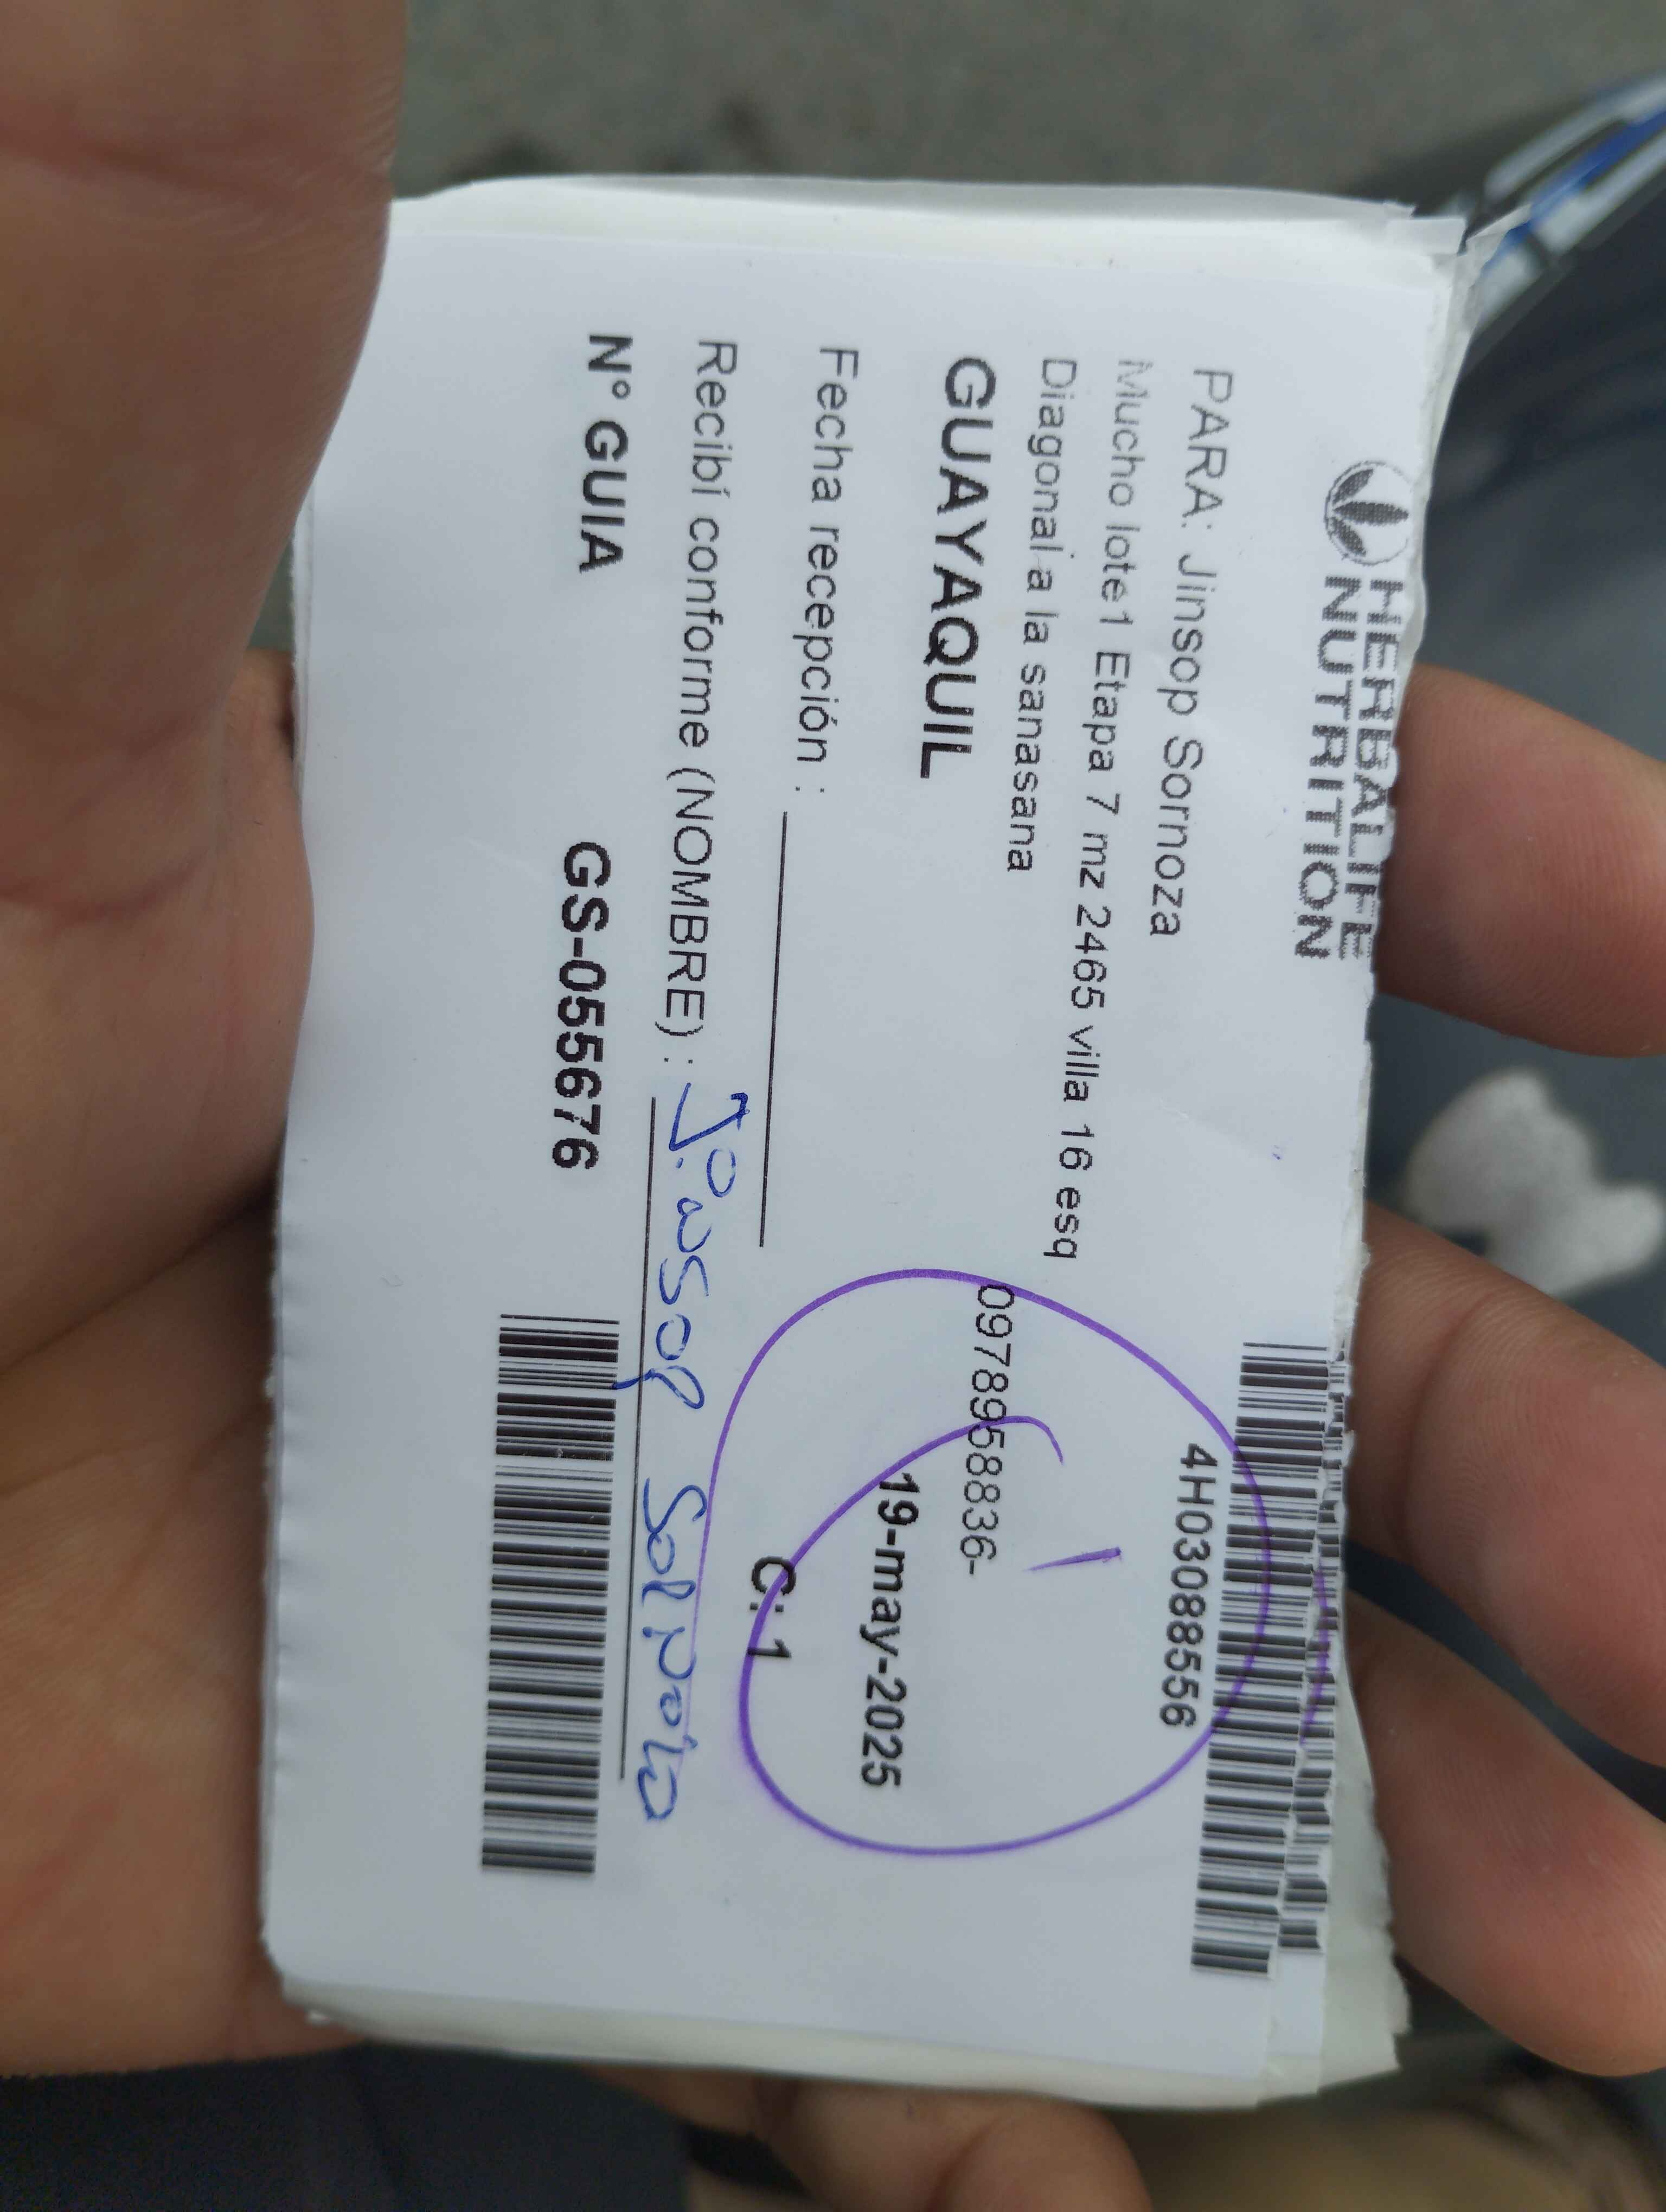 HERBALIFE
NUTRITION
4H03088556
PARA: Jinsop Sornoza
Mucho lote1 Etapa 7 mz 2465 villa 16 esq
Diagonal a la sanasana
0978958836-
GUAYAQUIL
19-may-2025
Fecha recepción :
C: 1
Recibí conforme (NOMBRE) :
N° GUIA GS-055676